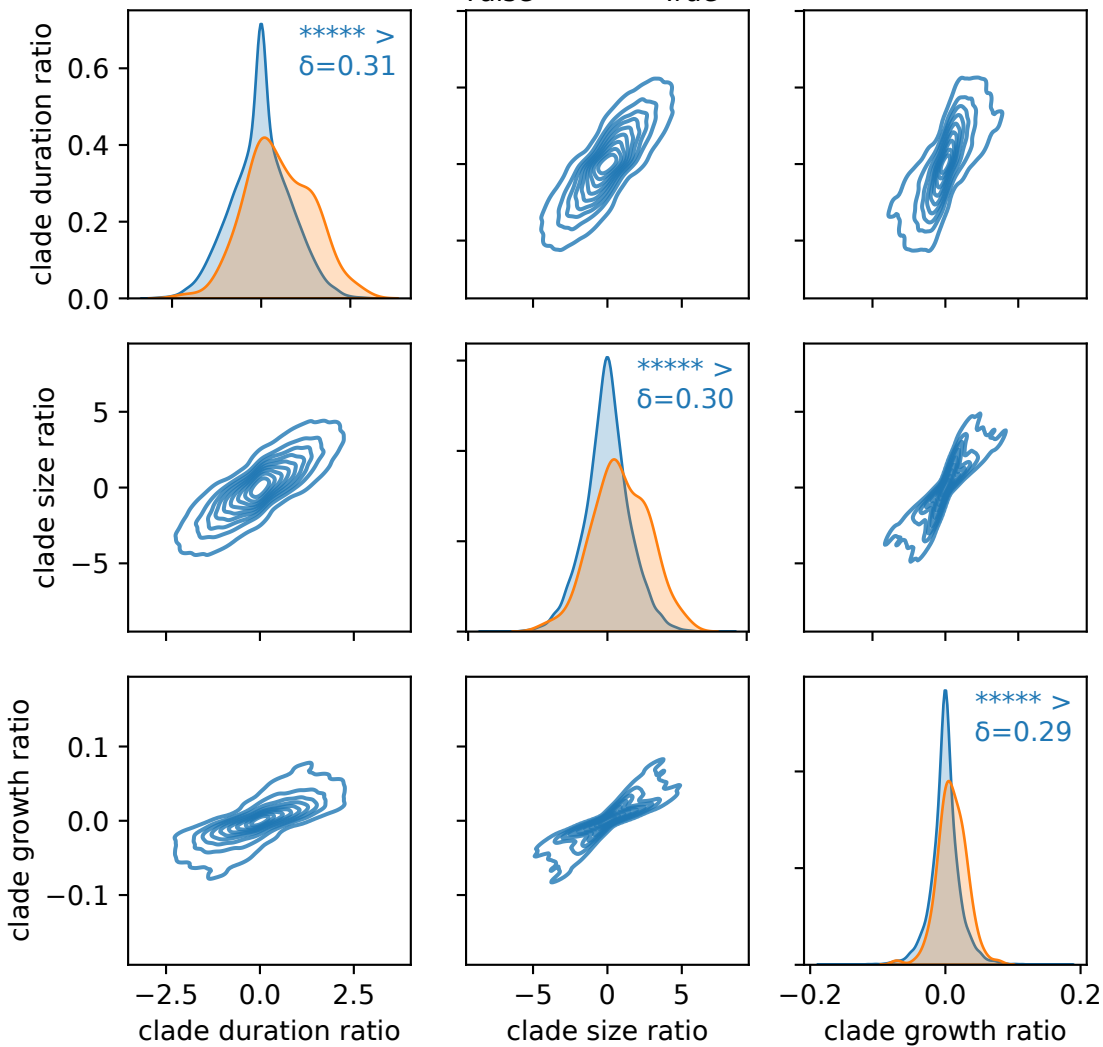 ***** >
δ=0.31
clade duration ratio
0.6
0.4
0.2
0.0
***** >
δ=0.30
clade size ratio
5
0
−5
***** >
δ=0.29
clade growth ratio
0.1
0.0
−0.1
−2.5 0.0 2.5
−5 0 5
−0.2 0.0 0.2
clade duration ratio
clade size ratio
clade growth ratio